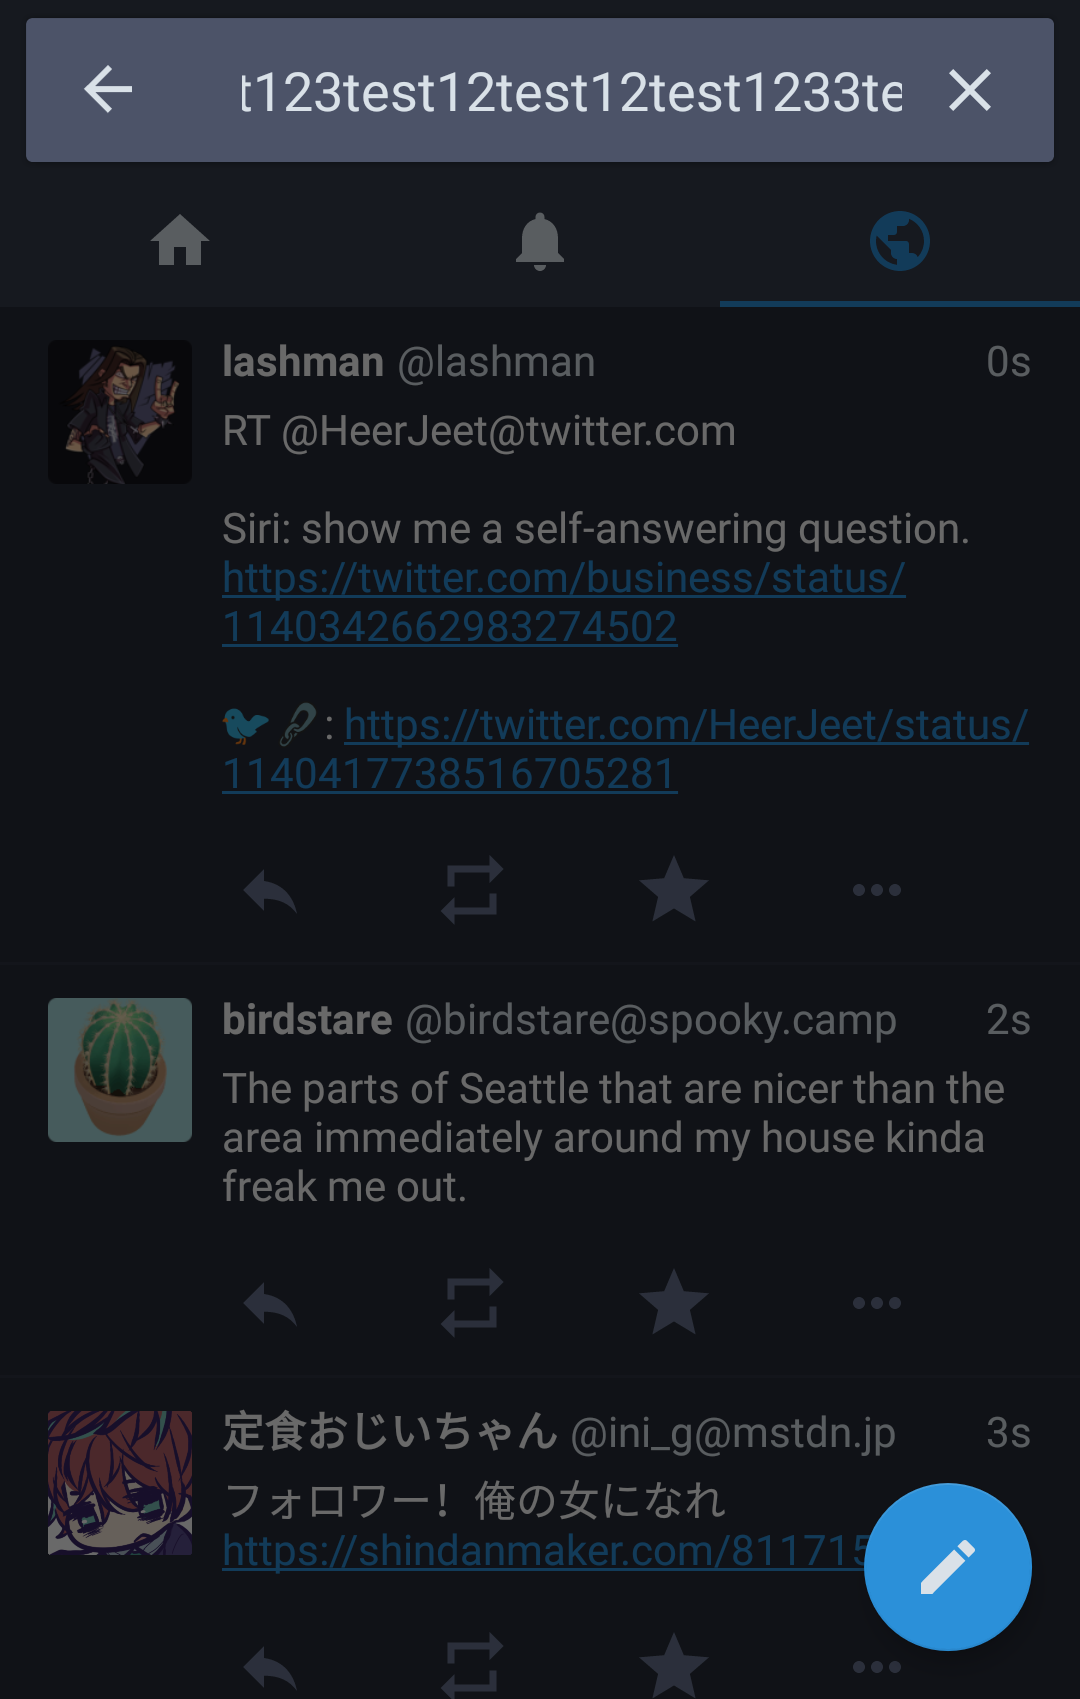 t123test12test12test1233te
lashman @lashman 0s
RT @HeerJeet@twitter.com
Siri: show me a self-answering question.
https://twitter.com/business/status/
1140342662983274502
🐦🔗: https://twitter.com/HeerJeet/status/
1140417738516705281
birdstare @birdstare@spooky.camp 2s
The parts of Seattle that are nicer than the
area immediately around my house kinda
freak me out.
定食おじいちゃん @ini_g@mstdn.jp 3s
フォロワー！俺の女になれ
https://shindanmaker.com/811715